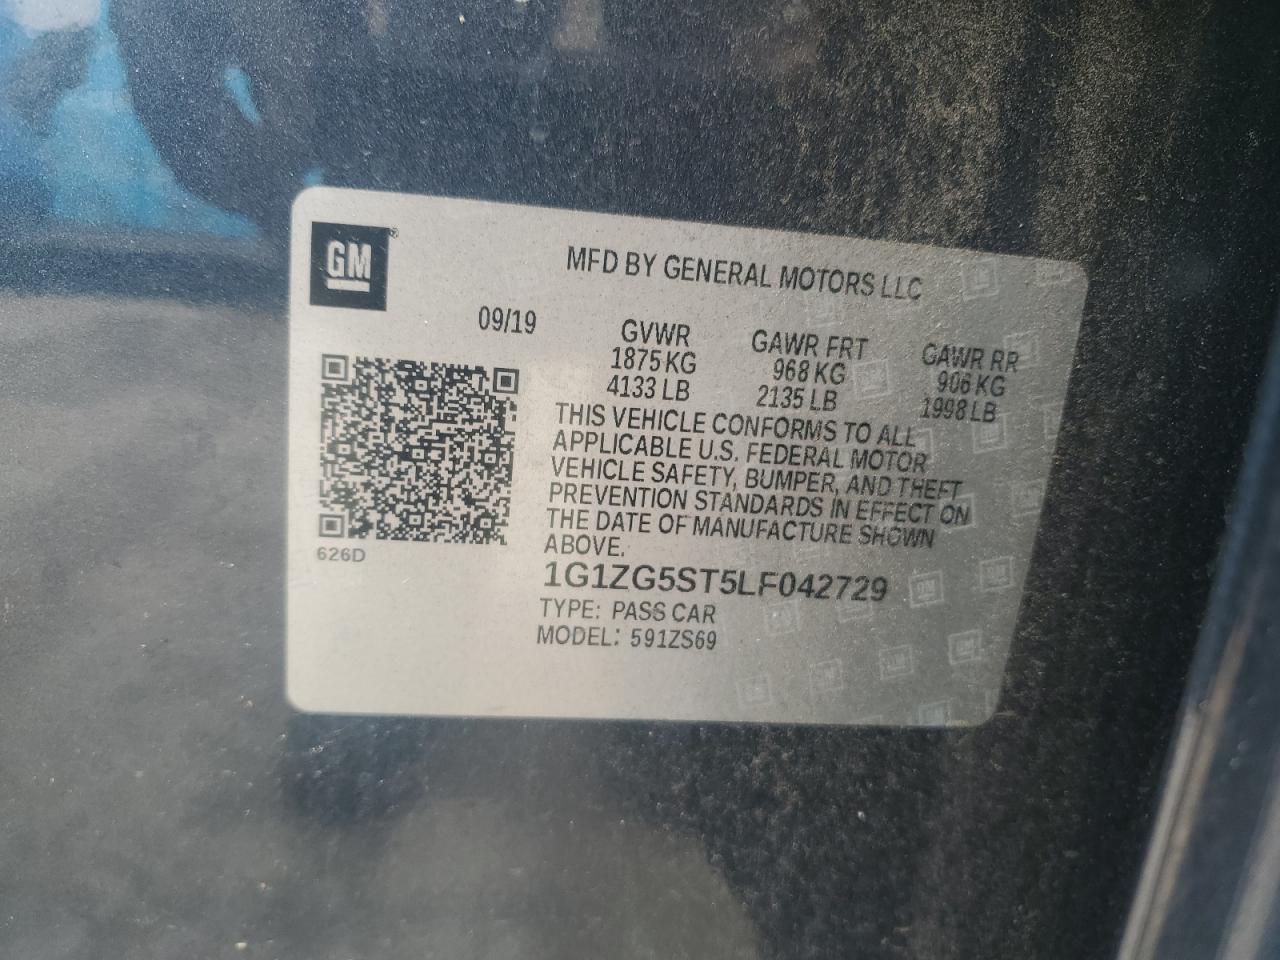 GM®
MFD BY GENERAL MOTORS LLC
09/19
GVWR
1875 KG
4133 LB
GAWR FRT
968 KG
2135 LB
GAWR RR
906 KG
1998 LB
THIS VEHICLE CONFORMS TO ALL
APPLICABLE U.S. FEDERAL MOTOR
VEHICLE SAFETY, BUMPER, AND THEFT
PREVENTION STANDARDS IN EFFECT ON
THE DATE OF MANUFACTURE SHOWN
ABOVE.
626D
1G1ZG5ST5LF042729
TYPE: PASS CAR
MODEL: 591ZS69